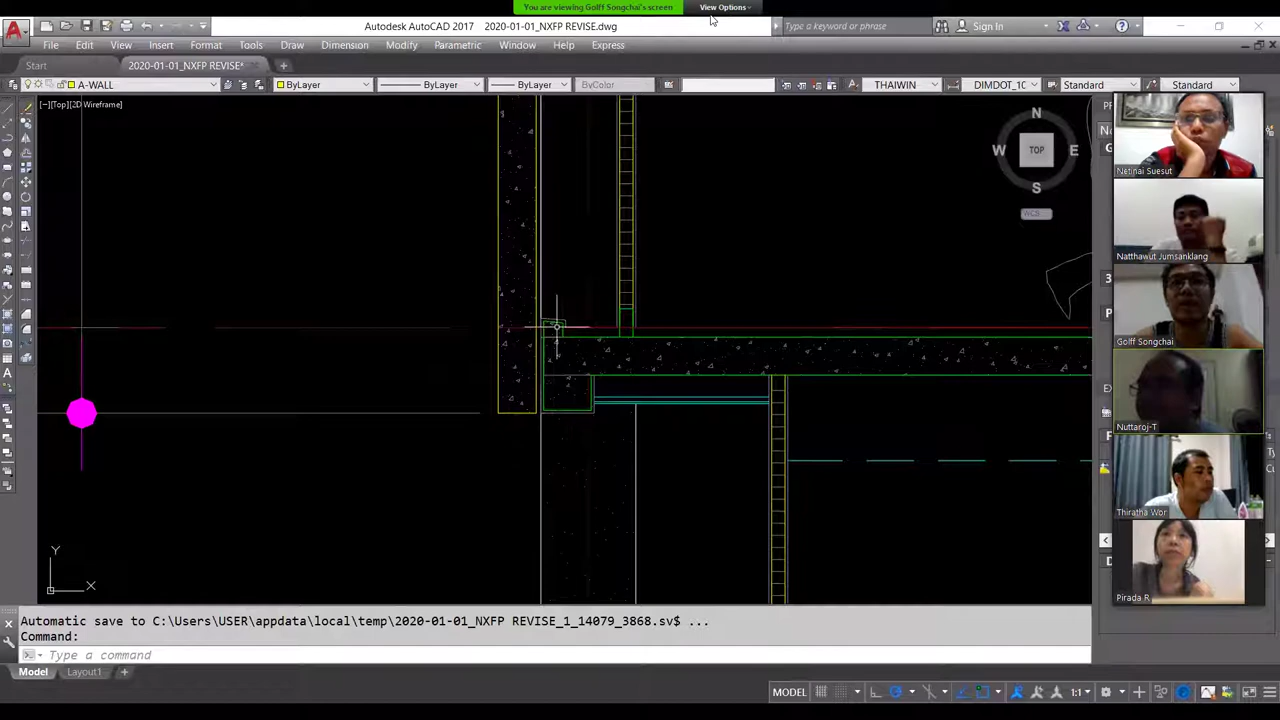 You are viewing Golff Songchai's screen
View Options
Autodesk AutoCAD 2017 2020-01-01_NXFP REVISE.dwg
Type a keyword or phrase
Sign In
File Edit View Insert Format Tools Draw Dimension Modify Parametric Window Help Express
Start
2020-01-01_NXFP REVISE*
A-WALL
ByLayer
ByLayer
ByLayer
ByColor
THAIWIN
DIMDOT_1C
Standard
Standard
[−][Top][2D Wireframe]
N
W
TOP
E
S
WCS
Netinai Suesut
Natthawut Jumsanklang
Golff Songchai
Nuttaroj-T
Thiratha Wor
Pirada R
Y
X
Automatic save to C:\Users\USER\appdata\local\temp\2020-01-01_NXFP REVISE_1_14079_3868.sv$ ...
Command:
Type a command
Model
Layout1
MODEL
1:1